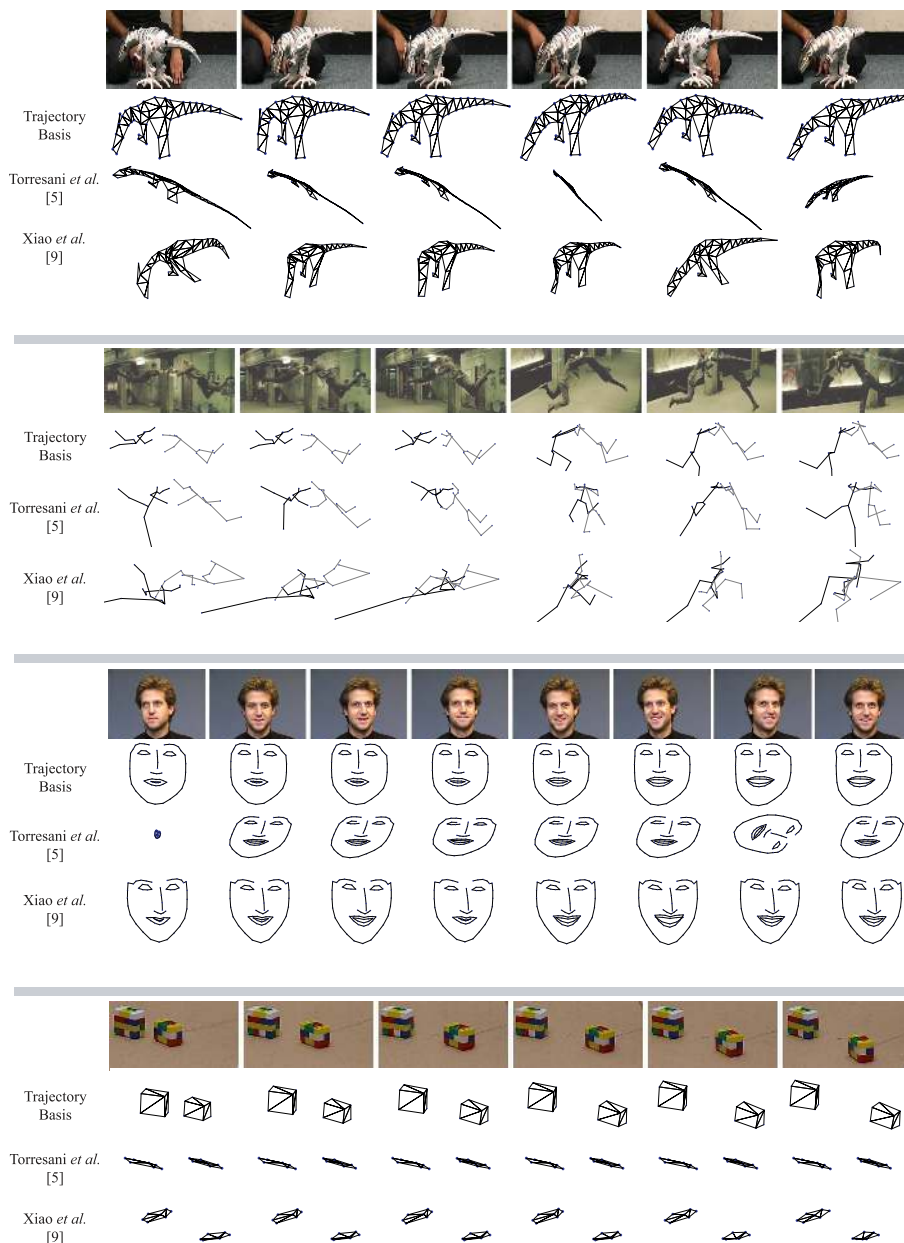 Trajectory
Basis
Torresani et al.
[5]
Xiao et al.
[9]
Trajectory
Basis
Torresani et al.
[5]
Xiao et al.
[9]
Trajectory
Basis
Torresani et al.
[5]
Xiao et al.
[9]
Trajectory
Basis
Torresani et al.
[5]
Xiao et al.
[9]